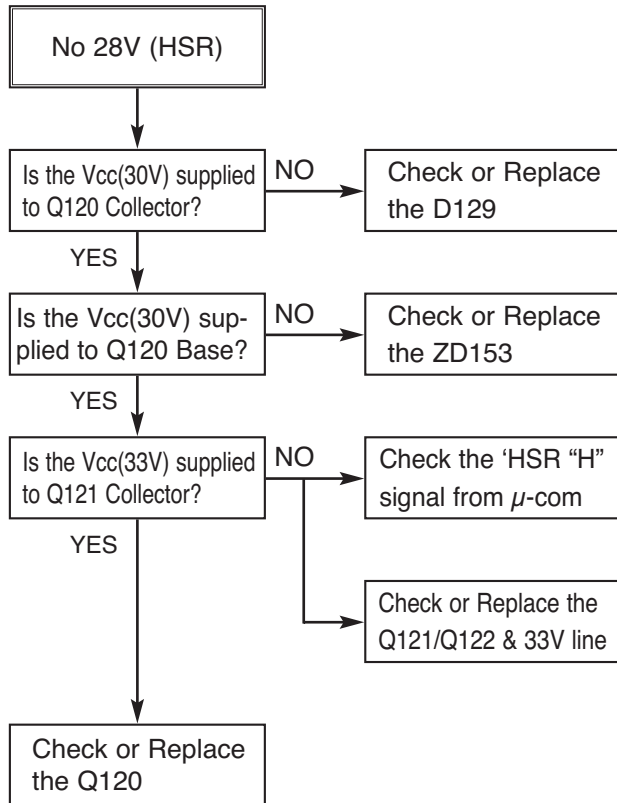 No 28V (HSR)
Is the Vcc(30V) supplied
to Q120 Collector?
NO
Check or Replace
the D129
YES
Is the Vcc(30V) sup-
plied to Q120 Base?
NO
Check or Replace
the ZD153
YES
Is the Vcc(33V) supplied
to Q121 Collector?
NO
Check the ‘HSR “H”
signal from µ-com
YES
Check or Replace the
Q121/Q122 & 33V line
Check or Replace
the Q120